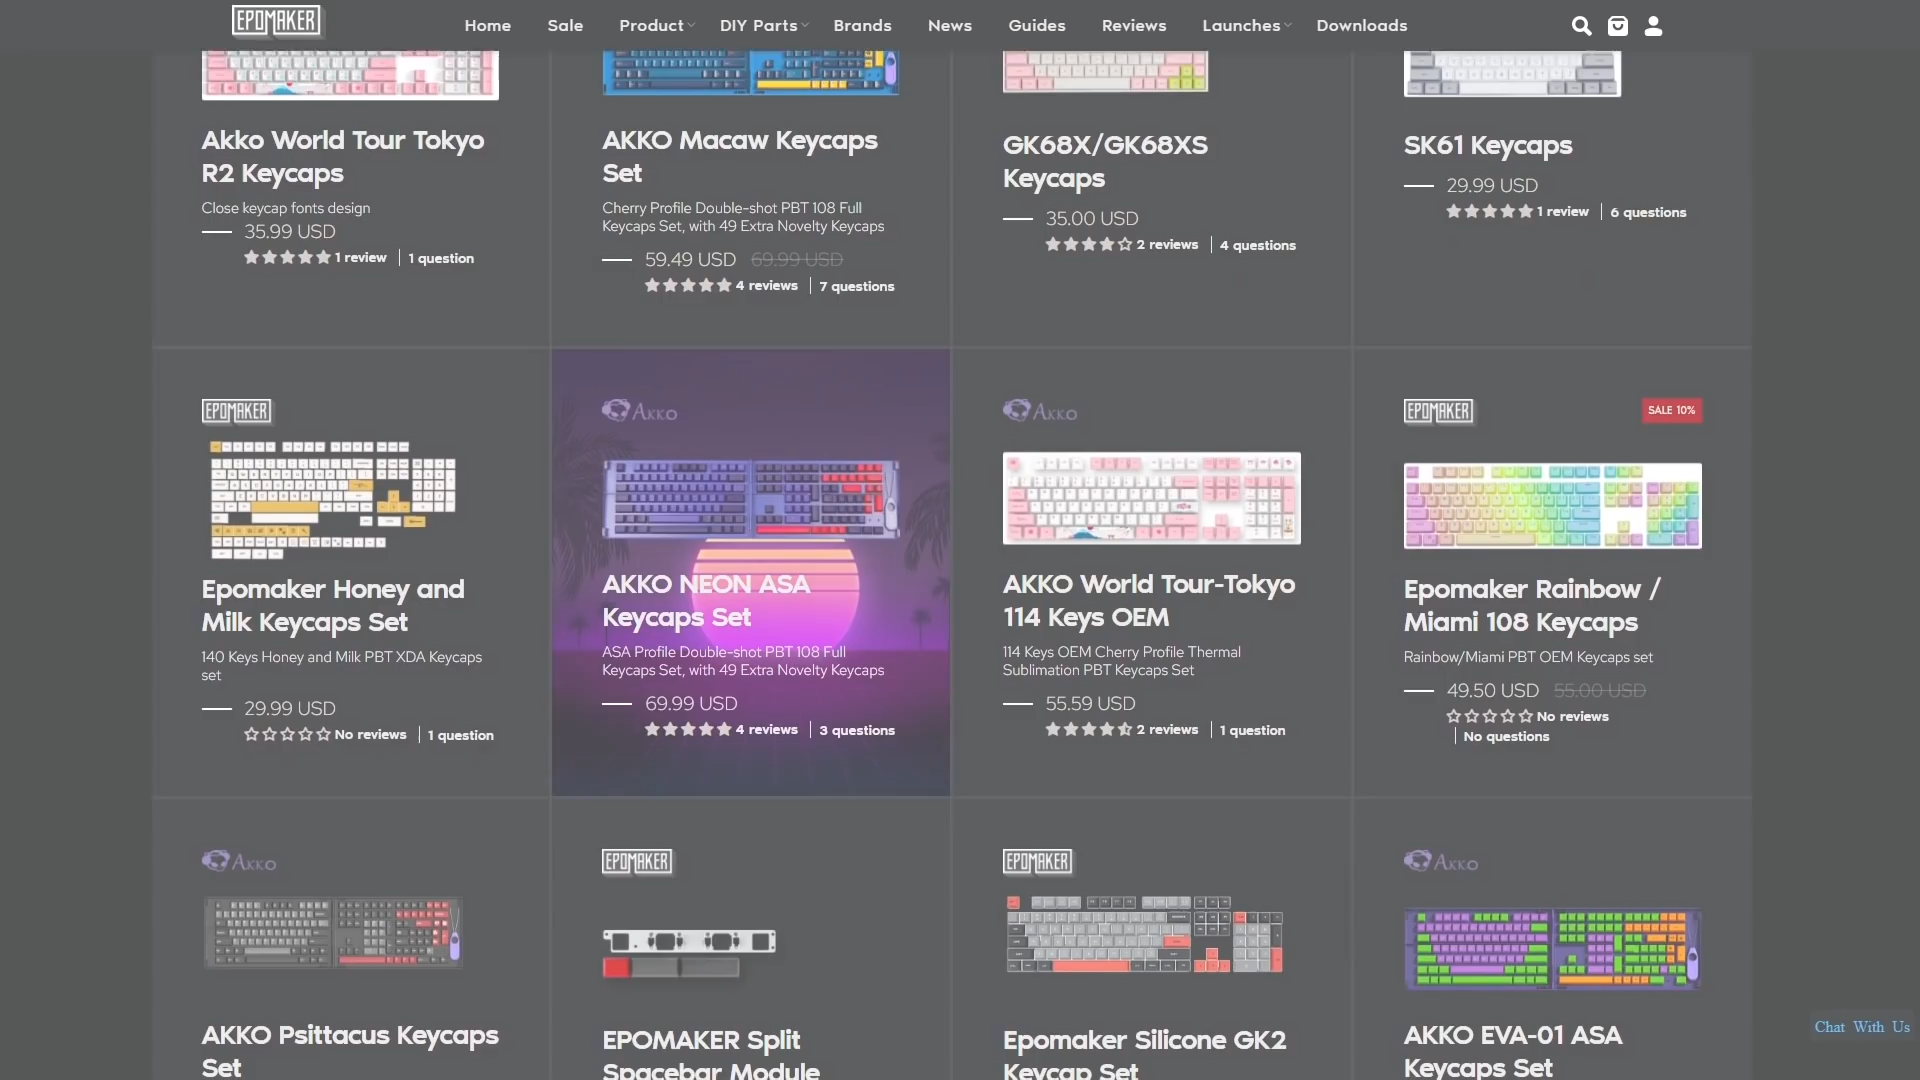 EPOMAKER
Home
Sale
Product
DIY Parts
Brands
News
Guides
Reviews
Launches
Downloads
Akko World Tour Tokyo
R2 Keycaps
Close keycap fonts design
35.99 USD
1 review
1 question
AKKO Macaw Keycaps
Set
Cherry Profile Double-shot PBT 108 Full
Keycaps Set, with 49 Extra Novelty Keycaps
59.49 USD 69.99 USD
4 reviews
7 questions
GK68X/GK68XS
Keycaps
35.00 USD
2 reviews
4 questions
SK61 Keycaps
29.99 USD
1 review
6 questions
EPOMAKER
Epomaker Honey and
Milk Keycaps Set
140 Keys Honey and Milk PBT XDA Keycaps
set
29.99 USD
No reviews
1 question
AKKO
AKKO NEON ASA
Keycaps Set
ASA Profile Double-shot PBT 108 Full
Keycaps Set, with 49 Extra Novelty Keycaps
69.99 USD
4 reviews
3 questions
AKKO
AKKO World Tour-Tokyo
114 Keys OEM
114 Keys OEM Cherry Profile Thermal
Sublimation PBT Keycaps Set
55.59 USD
2 reviews
1 question
EPOMAKER
SALE 10%
Epomaker Rainbow /
Miami 108 Keycaps
Rainbow/Miami PBT OEM Keycaps set
49.50 USD 55.00 USD
No reviews
No questions
AKKO
AKKO Psittacus Keycaps
Set
EPOMAKER
EPOMAKER Split
Spacebar Module
EPOMAKER
Epomaker Silicone GK2
Keycap Set
AKKO
AKKO EVA-01 ASA
Keycaps Set
Chat With Us